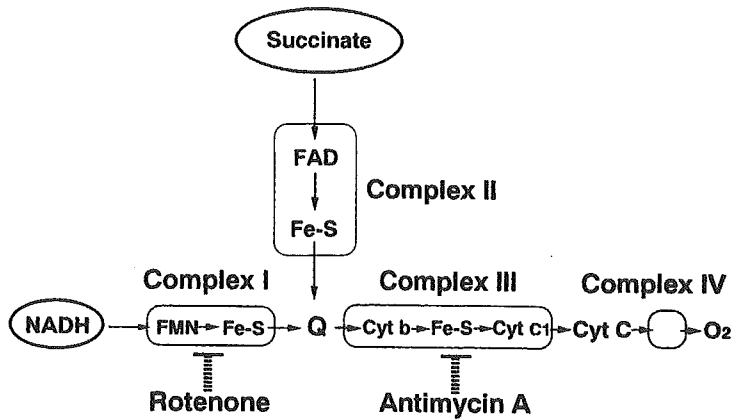 Succinate
FAD
Complex II
Fe-S
Complex I
Complex III
Complex IV
NADH
FMN
Fe-S
Q
Cyt b
Fe-S
Cyt C1
Cyt C
O2
Rotenone
Antimycin A